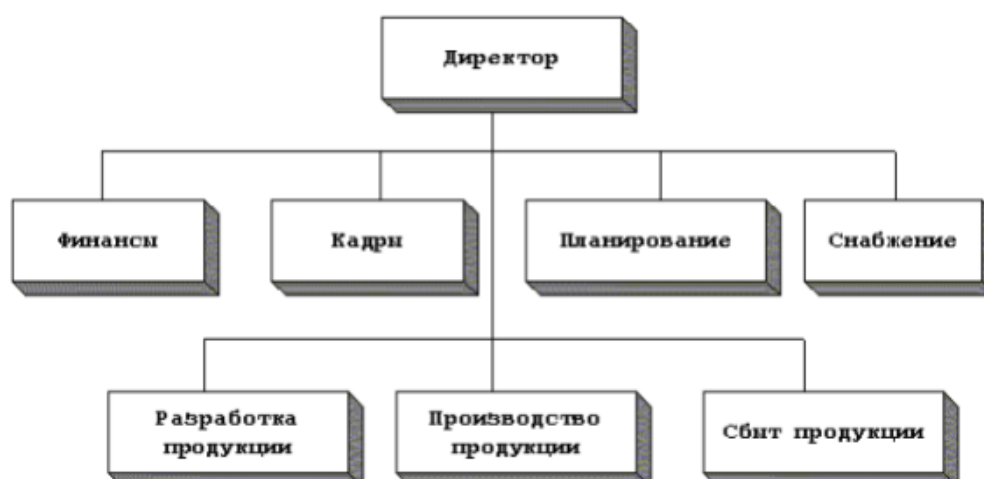 Директор
Финансы
Кадры
Планирование
Снабжение
Разработка
продукции
Производство
продукции
Сбыт продукции